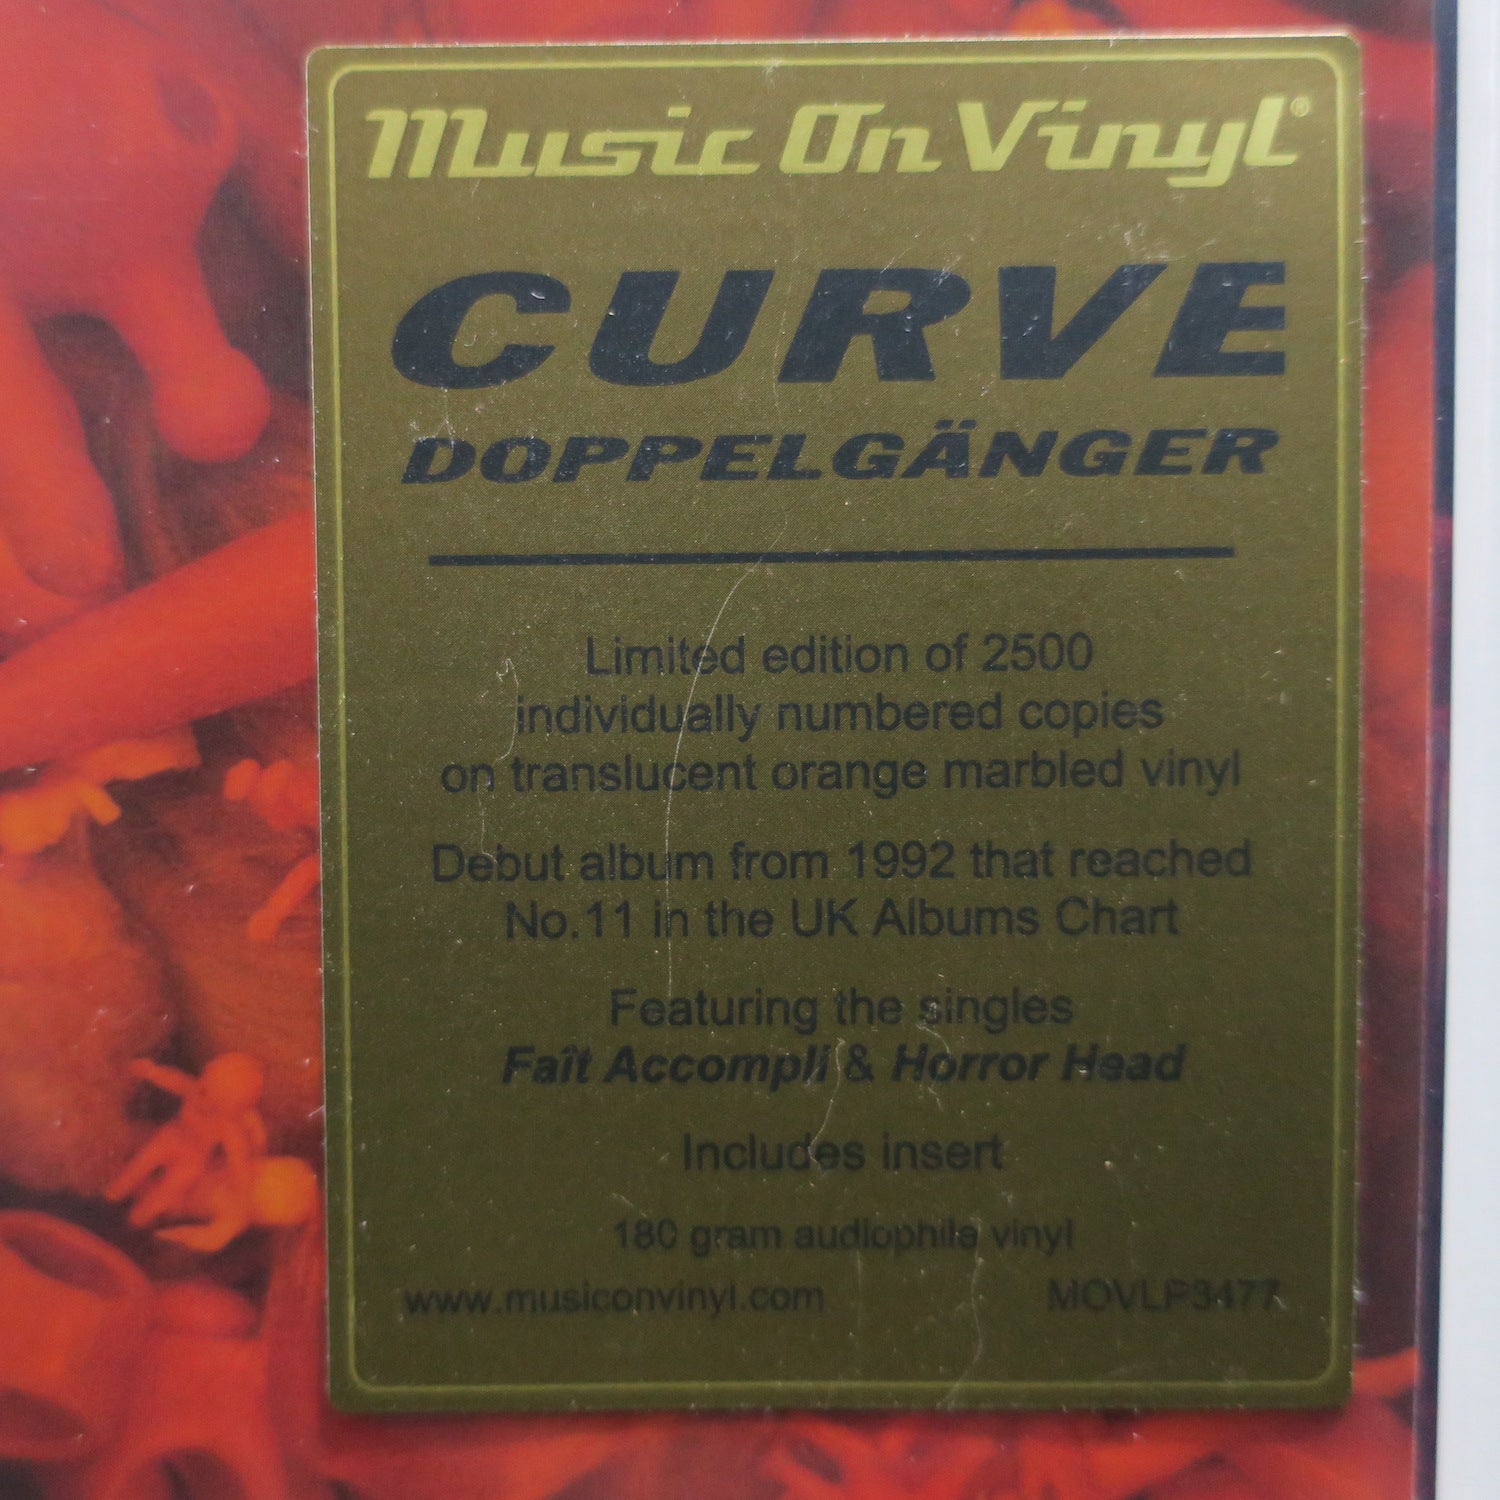 Music On Vinyl®
CURVE
DOPPELGÄNGER
Limited edition of 2500
individually numbered copies
on translucent orange marbled vinyl
Debut album from 1992 that reached
No.11 in the UK Albums Chart
Featuring the singles
Faît Accompli & Horror Head
Includes insert
180 gram audiophile vinyl
www.musiconvinyl.com MOVLP3477